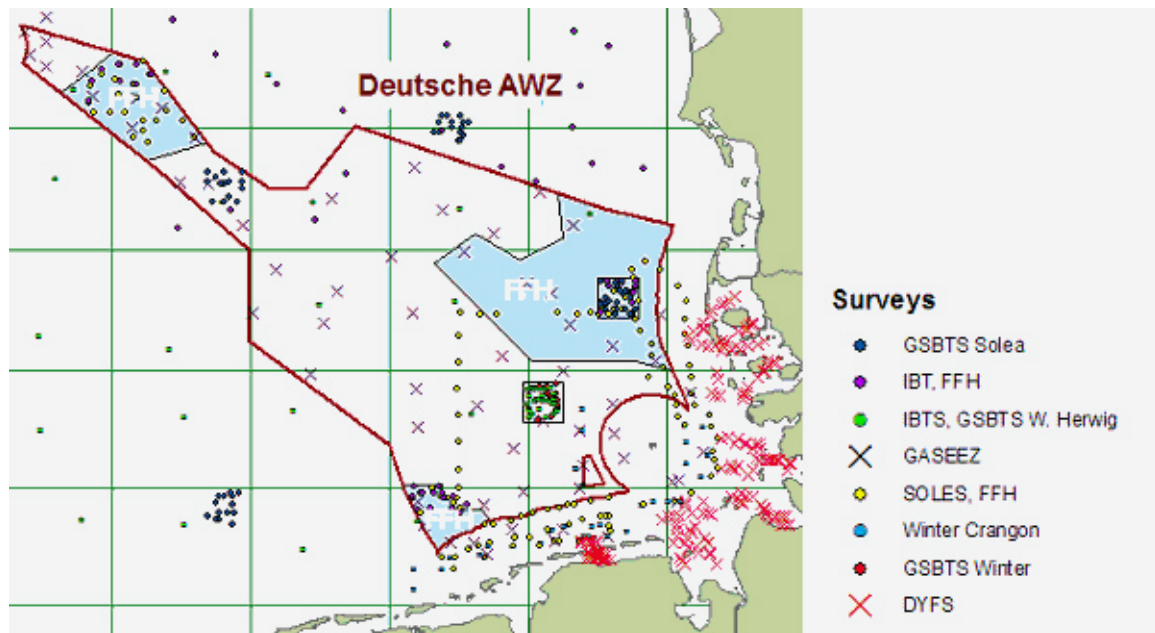 Deutsche AWZ
FFH
FFH
FFH
Surveys
GSBTS Solea
IBT, FFH
IBTS, GSBTS W. Herwig
GASEEZ
SOLES, FFH
Winter Crangon
GSBTS Winter
DYFS